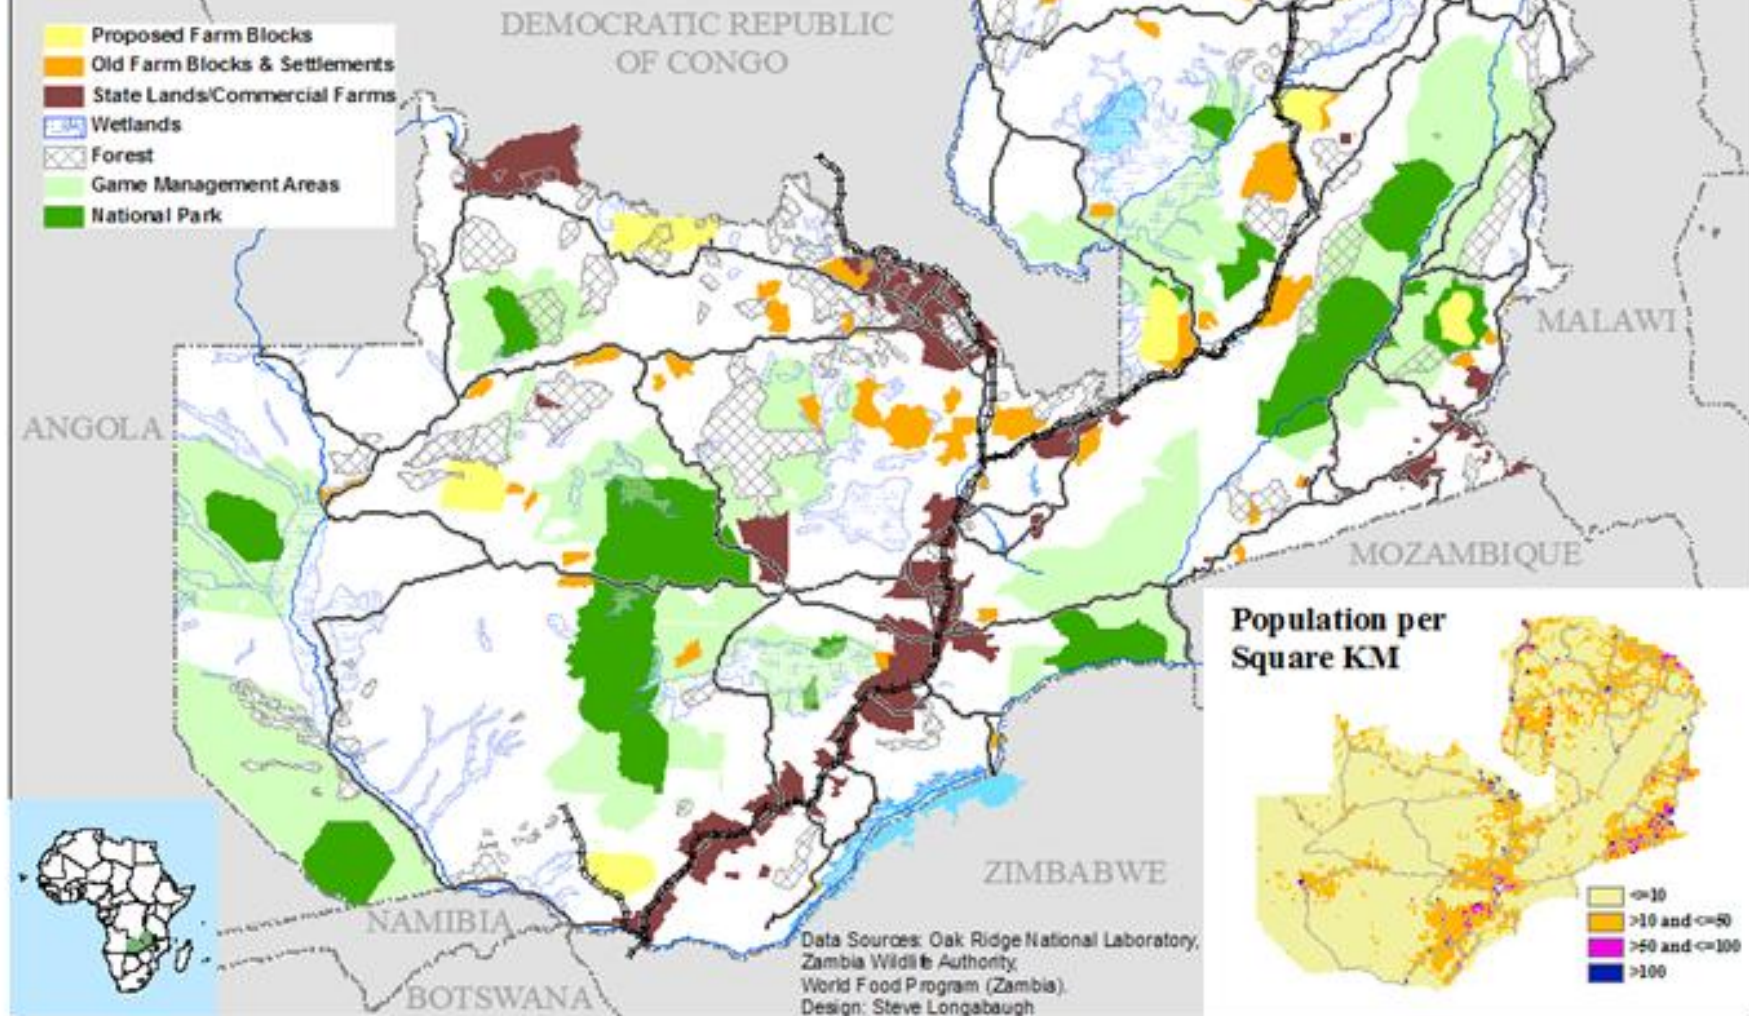 DEMOCRATIC REPUBLIC
OF CONGO
Proposed Farm Blocks
Old Farm Blocks & Settlements
State Lands/Commercial Farms
Wetlands
Forest
Game Management Areas
National Park
MALAWI
ANGOLA
MOZAMBIQUE
Population per
Square KM
ZIMBABWE
NAMIBIA
BOTSWANA
<=10
>10 and <=50
>50 and <=100
>100
Data Sources: Oak Ridge National Laboratory,
Zambia Wildlife Authority,
World Food Program (Zambia).
Design: Steve Longabaugh